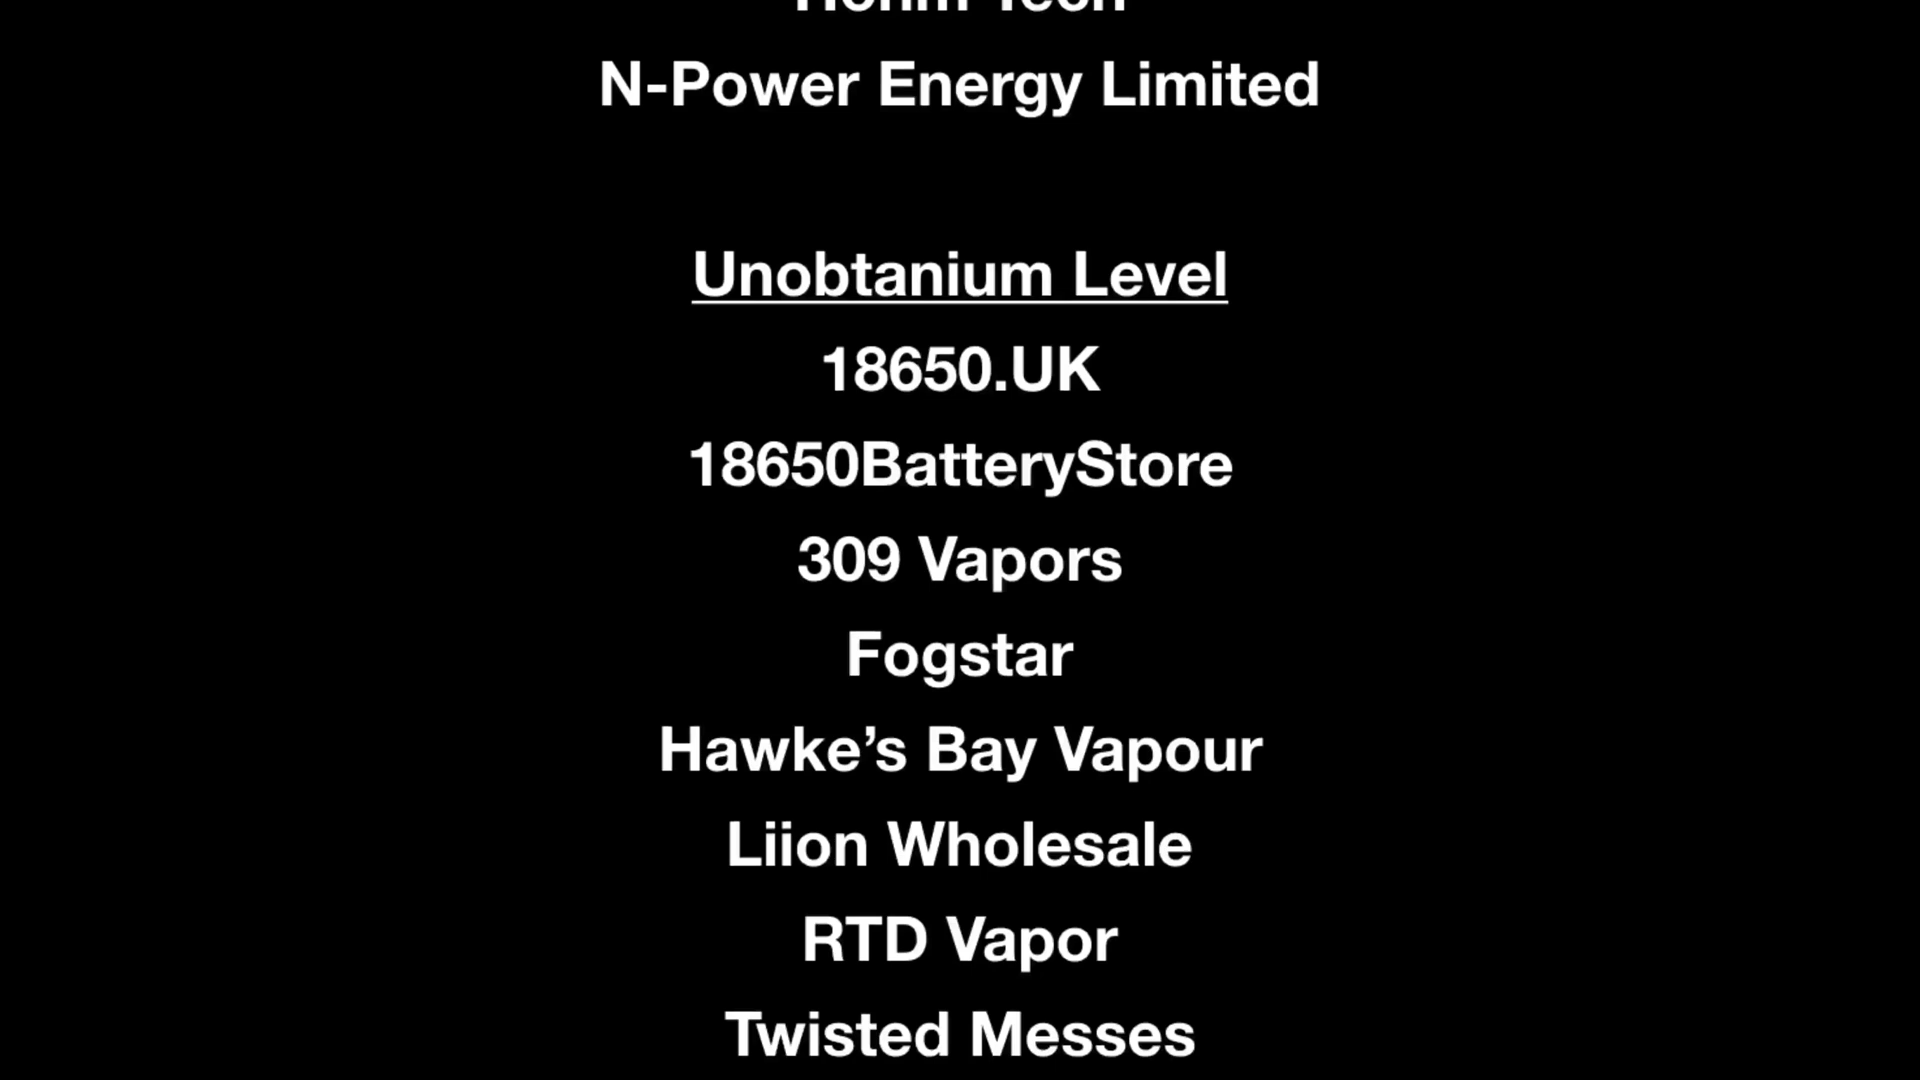 Tech
N-Power Energy Limited
Unobtanium Level
18650.UK
18650BatteryStore
309 Vapors
Fogstar
Hawke’s Bay Vapour
Liion Wholesale
RTD Vapor
Twisted Messes